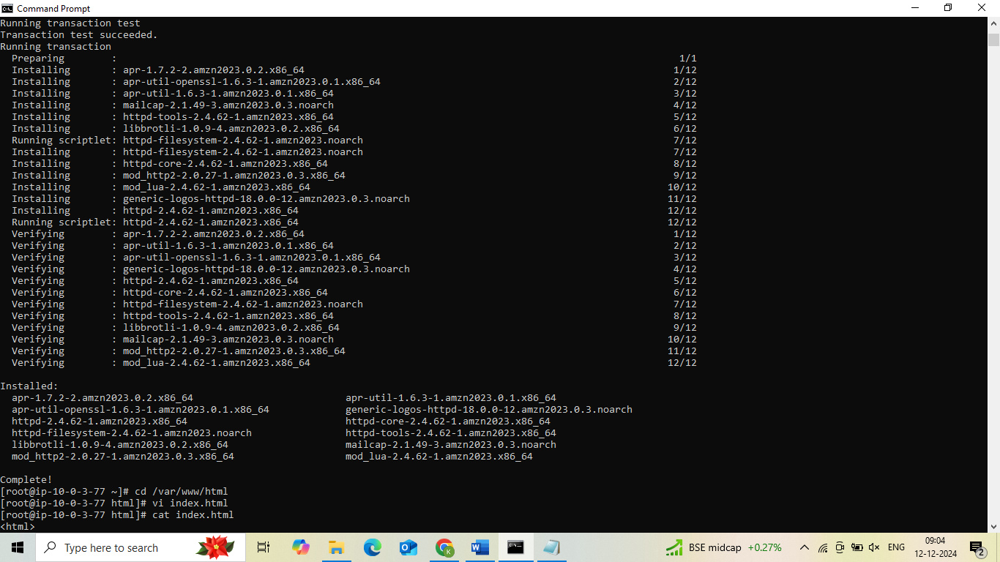 Command Prompt
Running transaction test
Transaction test succeeded.
Running transaction
Preparing : 1/1
Installing : apr-1.7.2-2.amzn2023.0.2.x86_64 1/12
Installing : apr-util-openssl-1.6.3-1.amzn2023.0.1.x86_64 2/12
Installing : apr-util-1.6.3-1.amzn2023.0.1.x86_64 3/12
Installing : mailcap-2.1.49-3.amzn2023.0.3.noarch 4/12
Installing : httpd-tools-2.4.62-1.amzn2023.x86_64 5/12
Installing : libbrotli-1.0.9-4.amzn2023.0.2.x86_64 6/12
Running scriptlet: httpd-filesystem-2.4.62-1.amzn2023.noarch 7/12
Installing : httpd-filesystem-2.4.62-1.amzn2023.noarch 7/12
Installing : httpd-core-2.4.62-1.amzn2023.x86_64 8/12
Installing : mod_http2-2.0.27-1.amzn2023.0.3.x86_64 9/12
Installing : mod_lua-2.4.62-1.amzn2023.x86_64 10/12
Installing : generic-logos-httpd-18.0.0-12.amzn2023.0.3.noarch 11/12
Installing : httpd-2.4.62-1.amzn2023.x86_64 12/12
Running scriptlet: httpd-2.4.62-1.amzn2023.x86_64 12/12
Verifying : apr-1.7.2-2.amzn2023.0.2.x86_64 1/12
Verifying : apr-util-1.6.3-1.amzn2023.0.1.x86_64 2/12
Verifying : apr-util-openssl-1.6.3-1.amzn2023.0.1.x86_64 3/12
Verifying : generic-logos-httpd-18.0.0-12.amzn2023.0.3.noarch 4/12
Verifying : httpd-2.4.62-1.amzn2023.x86_64 5/12
Verifying : httpd-core-2.4.62-1.amzn2023.x86_64 6/12
Verifying : httpd-filesystem-2.4.62-1.amzn2023.noarch 7/12
Verifying : httpd-tools-2.4.62-1.amzn2023.x86_64 8/12
Verifying : libbrotli-1.0.9-4.amzn2023.0.2.x86_64 9/12
Verifying : mailcap-2.1.49-3.amzn2023.0.3.noarch 10/12
Verifying : mod_http2-2.0.27-1.amzn2023.0.3.x86_64 11/12
Verifying : mod_lua-2.4.62-1.amzn2023.x86_64 12/12
Installed:
apr-1.7.2-2.amzn2023.0.2.x86_64 apr-util-1.6.3-1.amzn2023.0.1.x86_64
apr-util-openssl-1.6.3-1.amzn2023.0.1.x86_64 generic-logos-httpd-18.0.0-12.amzn2023.0.3.noarch
httpd-2.4.62-1.amzn2023.x86_64 httpd-core-2.4.62-1.amzn2023.x86_64
httpd-filesystem-2.4.62-1.amzn2023.noarch httpd-tools-2.4.62-1.amzn2023.x86_64
libbrotli-1.0.9-4.amzn2023.0.2.x86_64 mailcap-2.1.49-3.amzn2023.0.3.noarch
mod_http2-2.0.27-1.amzn2023.0.3.x86_64 mod_lua-2.4.62-1.amzn2023.x86_64
Complete!
[root@ip-10-0-3-77 ~]# cd /var/www/html
[root@ip-10-0-3-77 html]# vi index.html
[root@ip-10-0-3-77 html]# cat index.html
<html>
Type here to search
BSE midcap +0.27%
ENG
09:04
12-12-2024
2